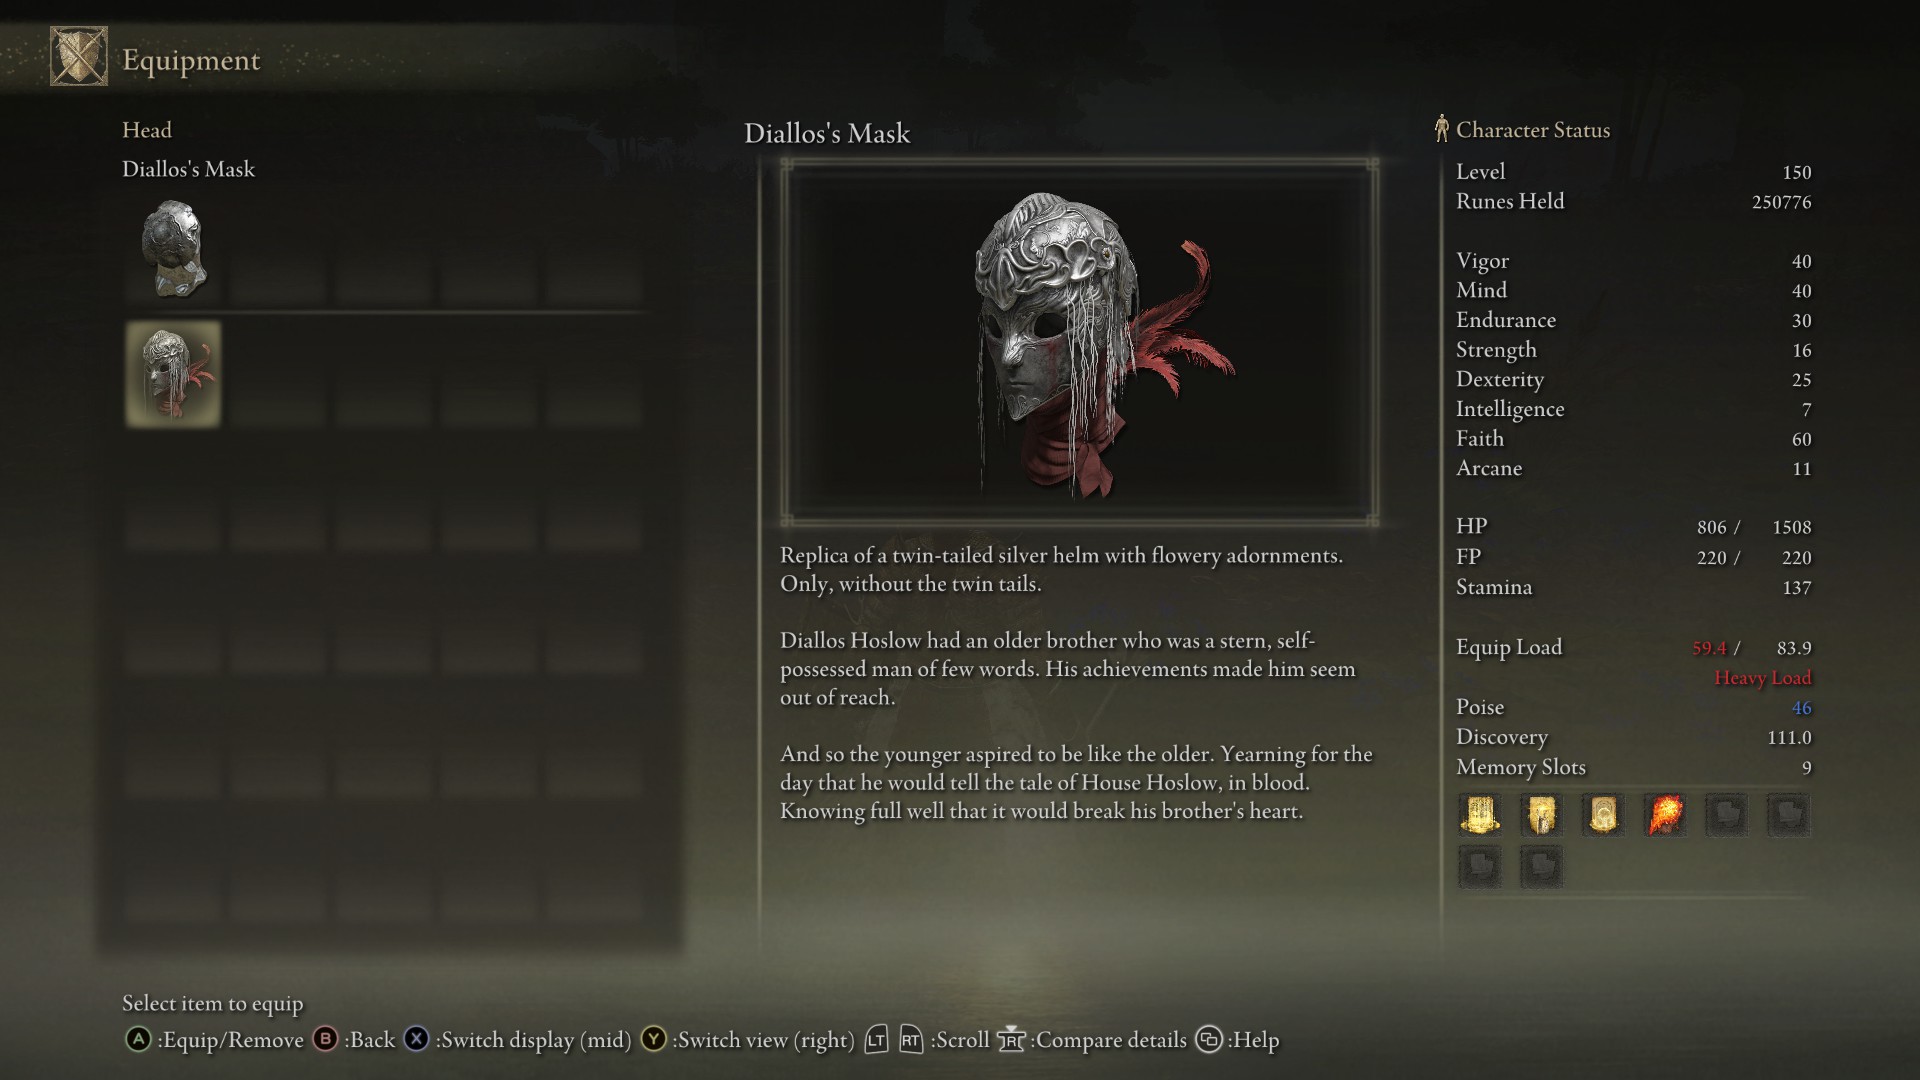 Equipment
Head
Diallos's Mask
Diallos's Mask
Replica of a twin-tailed silver helm with flowery adornments.
Only, without the twin tails.
Diallos Hoslow had an older brother who was a stern, self-
possessed man of few words. His achievements made him seem
out of reach.
And so the younger aspired to be like the older. Yearning for the
day that he would tell the tale of House Hoslow, in blood.
Knowing full well that it would break his brother's heart.
Character Status
Level 150
Runes Held 250776
Vigor 40
Mind 40
Endurance 30
Strength 16
Dexterity 25
Intelligence 7
Faith 60
Arcane 11
HP 806 / 1508
FP 220 / 220
Stamina 137
Equip Load 59.4 / 83.9
Heavy Load
Poise 46
Discovery 111.0
Memory Slots 9
Select item to equip
A :Equip/Remove B :Back X :Switch display (mid) Y :Switch view (right) LT RT :Scroll R :Compare details :Help